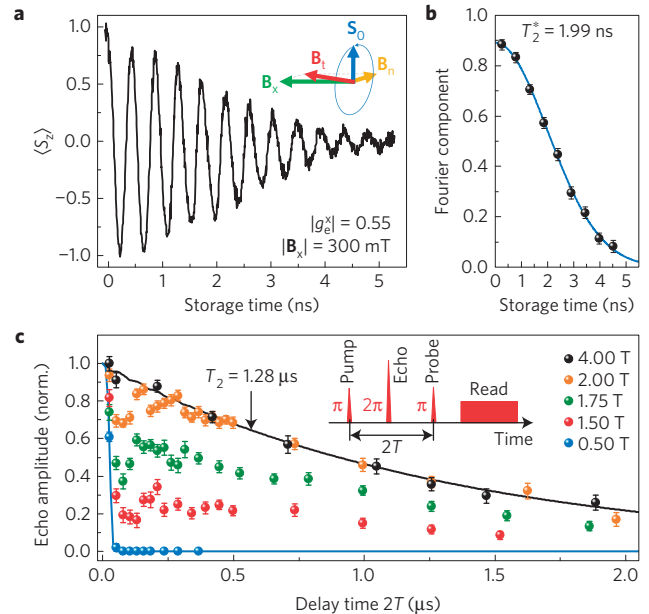 a
1.0
0.5
0.0
−0.5
−1.0
⟨S_z⟩
S_0
B_t
B_x
B_n
|g_e^x| = 0.55
|B_x| = 300 mT
0 1 2 3 4 5
Storage time (ns)
b
T_2^* = 1.99 ns
1.0
0.8
0.6
0.4
0.2
0.0
Fourier component
0 1 2 3 4 5
Storage time (ns)
c
1.0
0.8
0.6
0.4
0.2
0.0
Echo amplitude (norm.)
T_2 = 1.28 μs
Pump
Echo
Probe
Read
π
2π
π
Time
2T
4.00 T
2.00 T
1.75 T
1.50 T
0.50 T
0.0 0.5 1.0 1.5 2.0
Delay time 2T (μs)